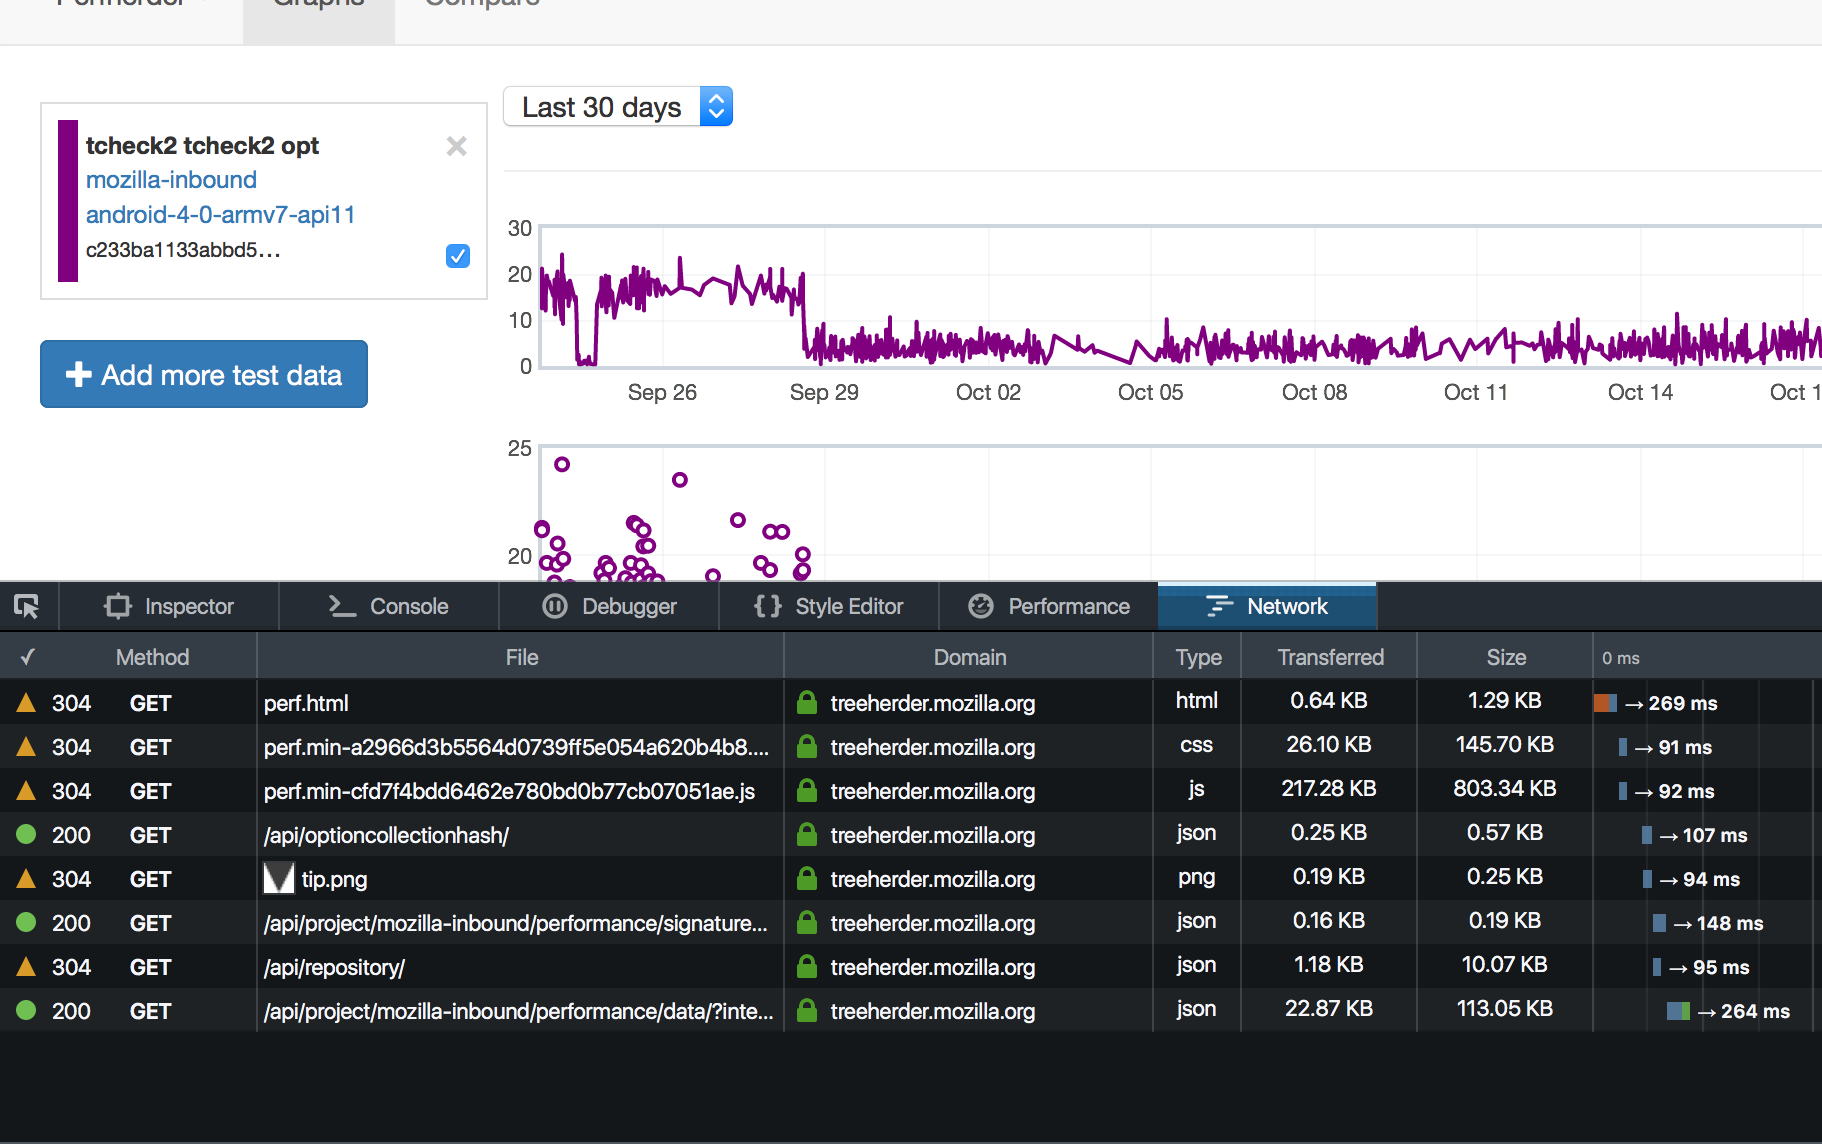 Perfherder Graphs Compare
Last 30 days
tcheck2 tcheck2 opt
mozilla-inbound
android-4-0-armv7-api11
c233ba1133abbd5...
Add more test data
30
20
10
0
Sep 26 Sep 29 Oct 02 Oct 05 Oct 08 Oct 11 Oct 14 Oct 1
25
20
Inspector Console Debugger Style Editor Performance Network
✓ Method File Domain Type Transferred Size 0 ms
304 GET perf.html treeherder.mozilla.org html 0.64 KB 1.29 KB → 269 ms
304 GET perf.min-a2966d3b5564d0739ff5e054a620b4b8.... treeherder.mozilla.org css 26.10 KB 145.70 KB → 91 ms
304 GET perf.min-cfd7f4bdd6462e780bd0b77cb07051ae.js treeherder.mozilla.org js 217.28 KB 803.34 KB → 92 ms
200 GET /api/optioncollectionhash/ treeherder.mozilla.org json 0.25 KB 0.57 KB → 107 ms
304 GET tip.png treeherder.mozilla.org png 0.19 KB 0.25 KB → 94 ms
200 GET /api/project/mozilla-inbound/performance/signature... treeherder.mozilla.org json 0.16 KB 0.19 KB → 148 ms
304 GET /api/repository/ treeherder.mozilla.org json 1.18 KB 10.07 KB → 95 ms
200 GET /api/project/mozilla-inbound/performance/data/?inte... treeherder.mozilla.org json 22.87 KB 113.05 KB → 264 ms